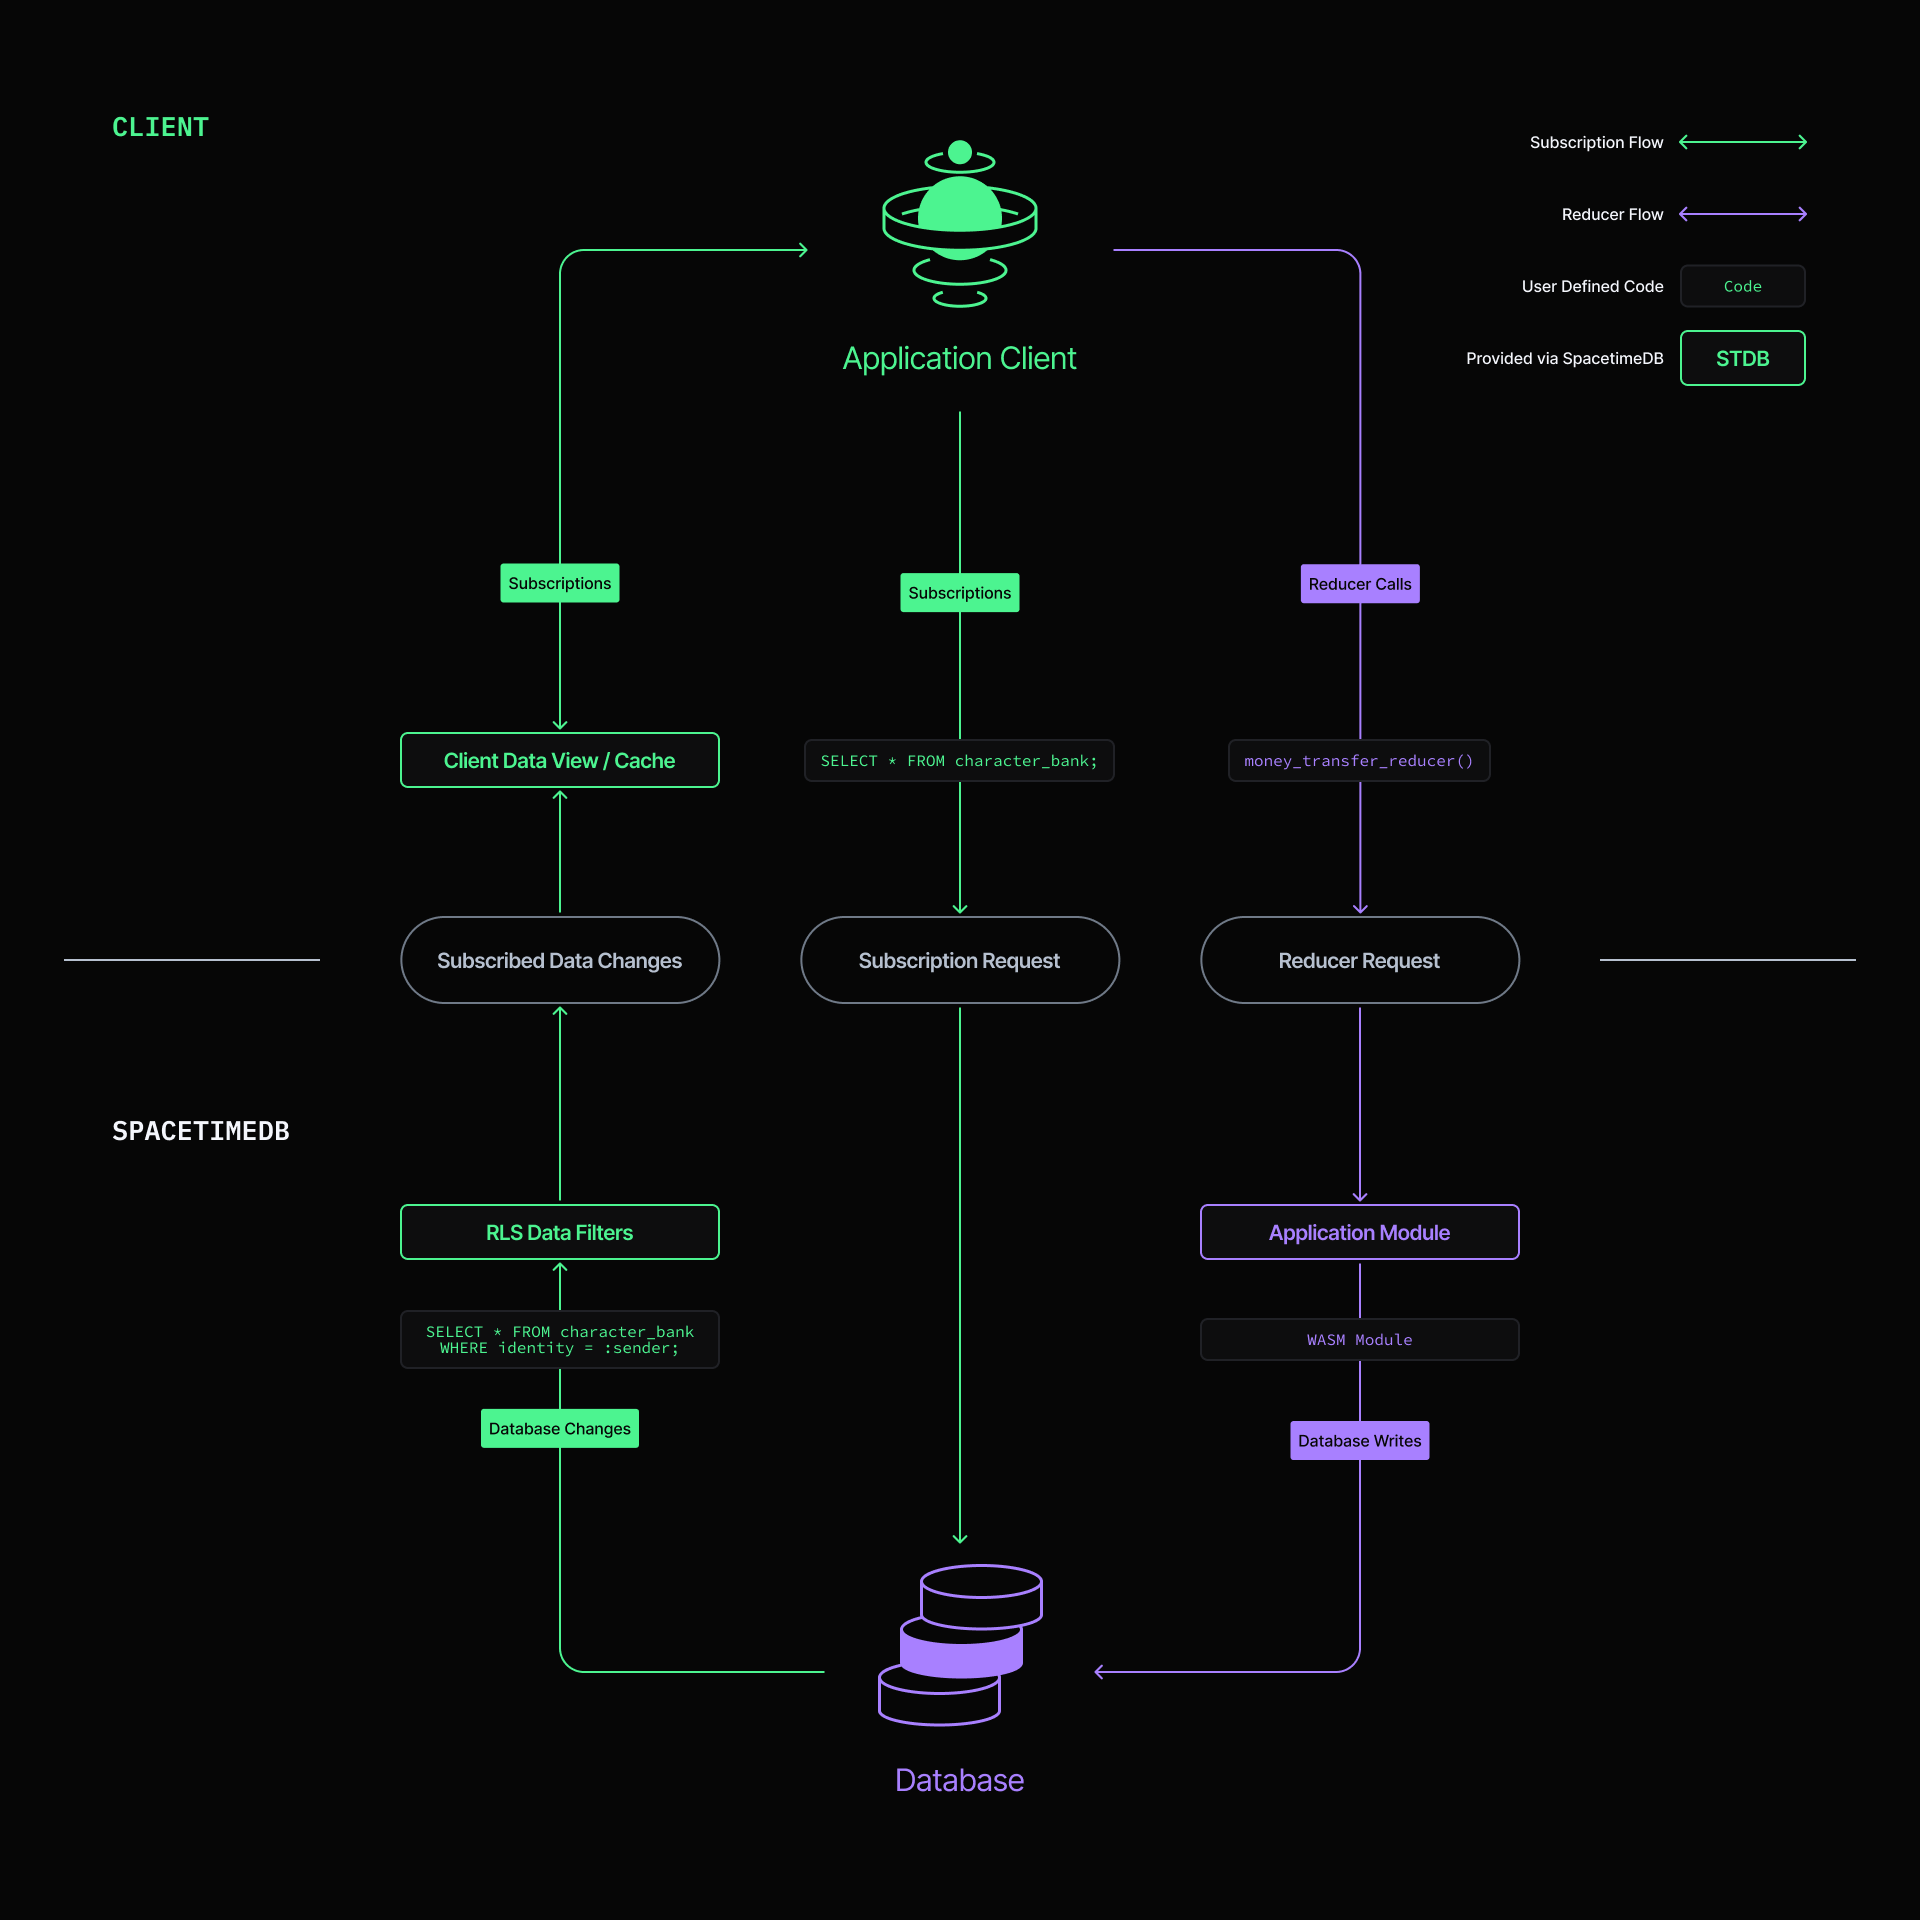 CLIENT
Subscription Flow
Reducer Flow
User Defined Code
Code
Provided via SpacetimeDB
STDB
Application Client
Subscriptions
Subscriptions
Reducer Calls
Client Data View / Cache
SELECT * FROM character_bank;
money_transfer_reducer()
Subscribed Data Changes
Subscription Request
Reducer Request
SPACETIMEDB
RLS Data Filters
Application Module
SELECT * FROM character_bank
WHERE identity = :sender;
WASM Module
Database Changes
Database Writes
Database